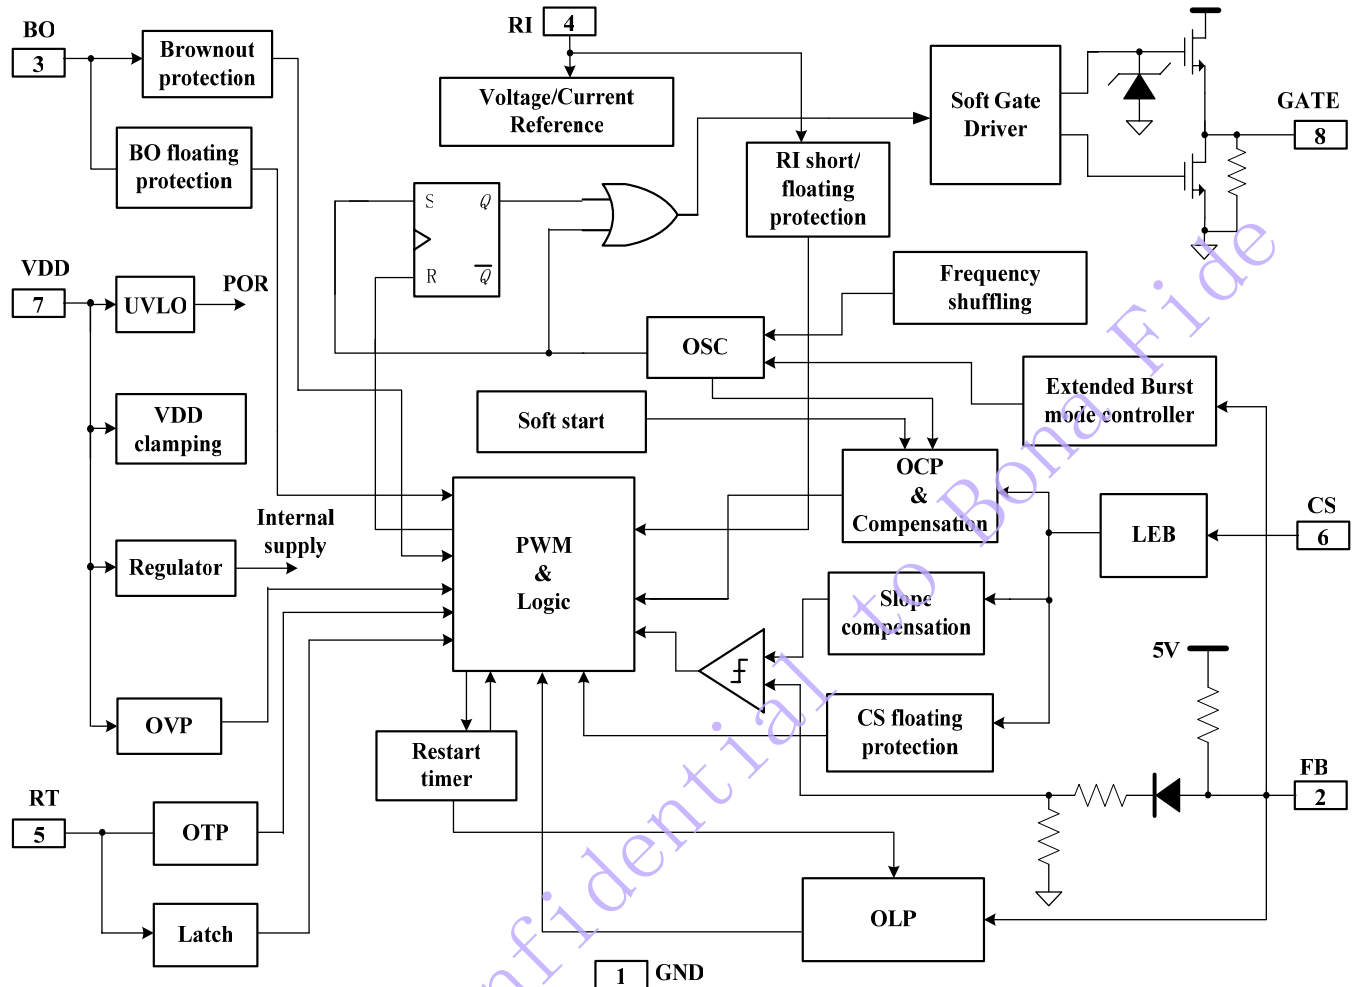 BO
3
Brownout
protection
BO floating
protection
RI
4
Voltage/Current
Reference
RI short/
floating
protection
Soft Gate
Driver
GATE
8
S
Q
R
Q
VDD
7
UVLO
POR
VDD
clamping
Regulator
Internal
supply
OVP
RT
5
OTP
Latch
OSC
Frequency
shuffling
Extended Burst
mode controller
Soft start
OCP
&
Compensation
LEB
CS
6
PWM
&
Logic
Slope
compensation
CS floating
protection
5V
FB
2
Restart
timer
OLP
1
GND
nfidential to Bona Fide